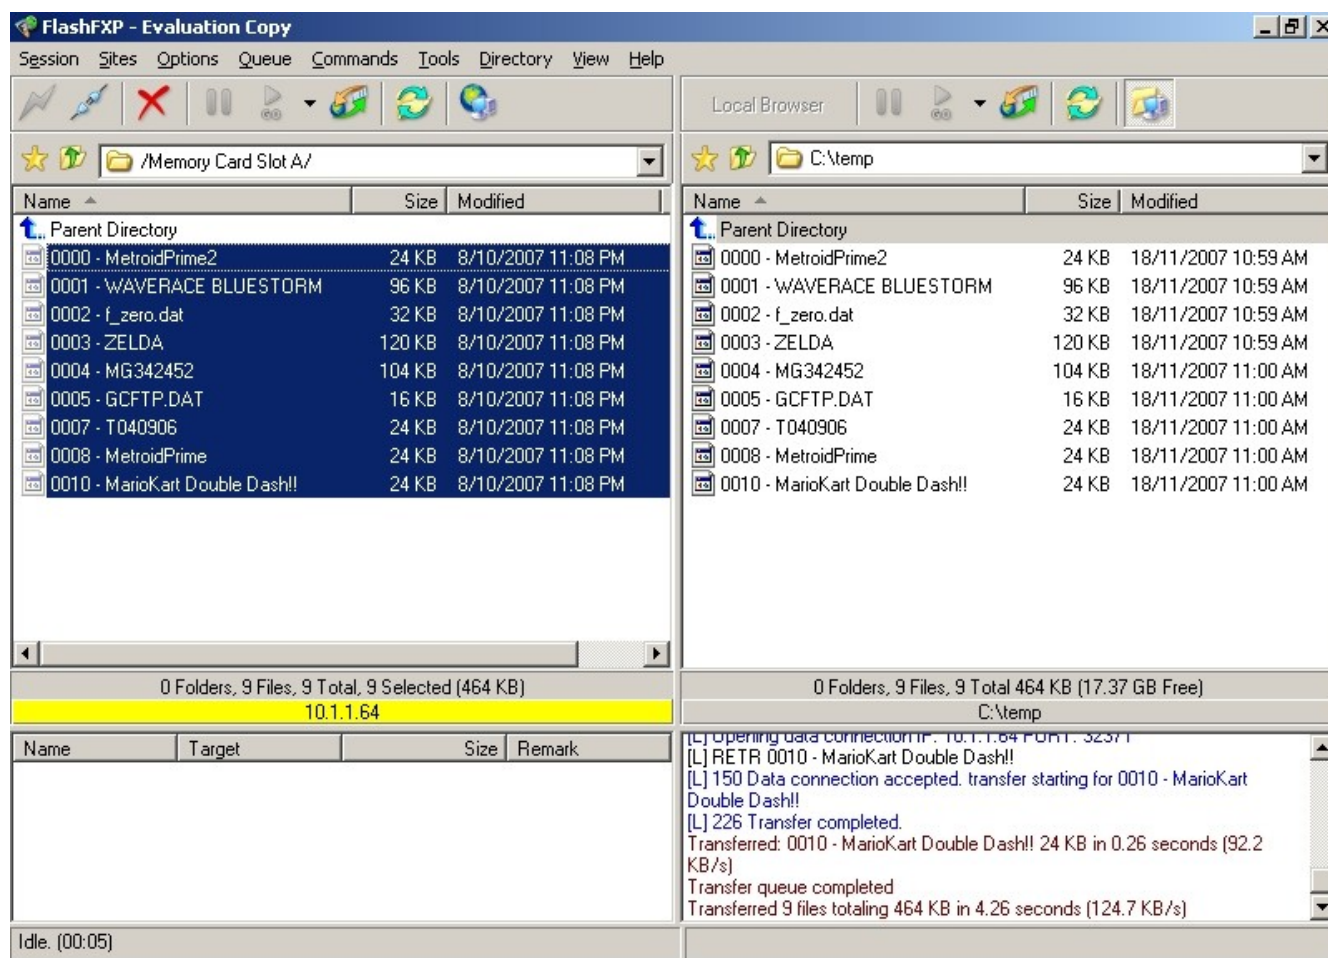 FlashFXP - Evaluation Copy
Session Sites Options Queue Commands Tools Directory View Help
GO
Local Browser
GO
/Memory Card Slot A/
C:\temp
Name Size Modified
Parent Directory
0000 - MetroidPrime2 24 KB 8/10/2007 11:08 PM
0001 - WAVERACE BLUESTORM 96 KB 8/10/2007 11:08 PM
0002 - f_zero.dat 32 KB 8/10/2007 11:08 PM
0003 - ZELDA 120 KB 8/10/2007 11:08 PM
0004 - MG342452 104 KB 8/10/2007 11:08 PM
0005 - GCFTP.DAT 16 KB 8/10/2007 11:08 PM
0007 - T040906 24 KB 8/10/2007 11:08 PM
0008 - MetroidPrime 24 KB 8/10/2007 11:08 PM
0010 - MarioKart Double Dash!! 24 KB 8/10/2007 11:08 PM
0 Folders, 9 Files, 9 Total, 9 Selected (464 KB)
10.1.1.64
Name Size Modified
Parent Directory
0000 - MetroidPrime2 24 KB 18/11/2007 10:59 AM
0001 - WAVERACE BLUESTORM 96 KB 18/11/2007 10:59 AM
0002 - f_zero.dat 32 KB 18/11/2007 10:59 AM
0003 - ZELDA 120 KB 18/11/2007 10:59 AM
0004 - MG342452 104 KB 18/11/2007 11:00 AM
0005 - GCFTP.DAT 16 KB 18/11/2007 11:00 AM
0007 - T040906 24 KB 18/11/2007 11:00 AM
0008 - MetroidPrime 24 KB 18/11/2007 11:00 AM
0010 - MarioKart Double Dash!! 24 KB 18/11/2007 11:00 AM
0 Folders, 9 Files, 9 Total 464 KB (17.37 GB Free)
C:\temp
Name Target Size Remark
[L] Opening data connection IP: 10.1.1.64 PORT: 32371
[L] RETR 0010 - MarioKart Double Dash!!
[L] 150 Data connection accepted. transfer starting for 0010 - MarioKart
Double Dash!!
[L] 226 Transfer completed.
Transferred: 0010 - MarioKart Double Dash!! 24 KB in 0.26 seconds (92.2
KB/s)
Transfer queue completed
Transferred 9 files totaling 464 KB in 4.26 seconds (124.7 KB/s)
Idle. (00:05)